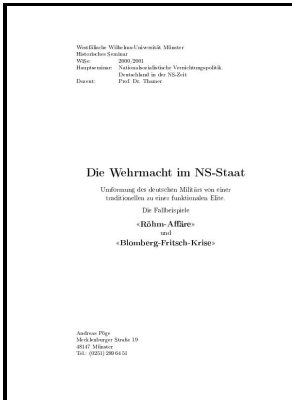 Westfälische Wilhelms-Universität Münster
Historisches Seminar
WiSe: 2000/2001
Hauptseminar: Nationalsozialistische Vernichtungspolitik.
Deutschland in der NS-Zeit
Dozent: Prof. Dr. Thamer
Die Wehrmacht im NS-Staat
Umformung des deutschen Militärs von einer
traditionellen zu einer funktionalen Elite.
Die Fallbeispiele
«Röhm-Affäre»
und
«Blomberg-Fritsch-Krise»
Andreas Pöge
Mecklenburger Straße 19
48147 Münster
Tel.: (0251) 289 64 51